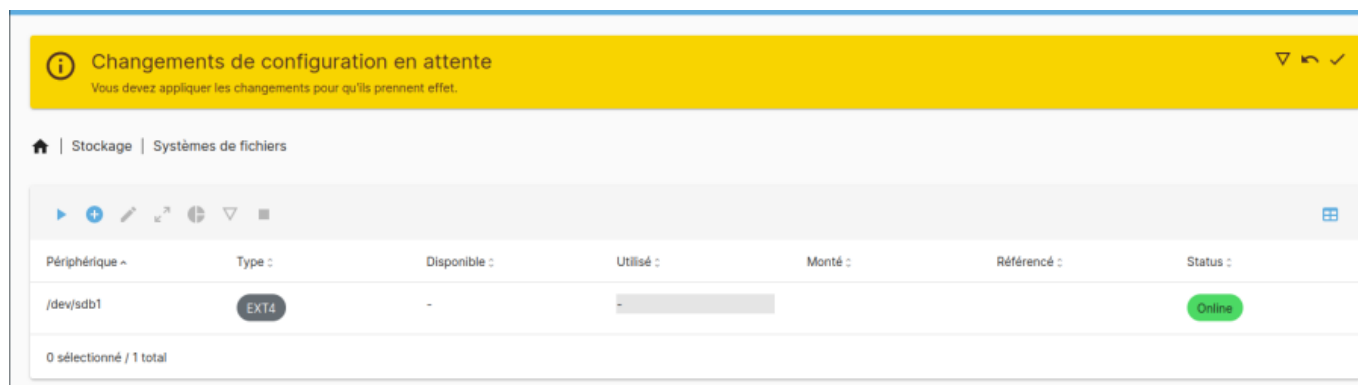 Changements de configuration en attente
Vous devez appliquer les changements pour qu'ils prennent effet.
| Stockage | Systèmes de fichiers
Périphérique Type Disponible Utilisé Monté Référencé Status
/dev/sdb1 EXT4 - - Online
0 sélectionné / 1 total